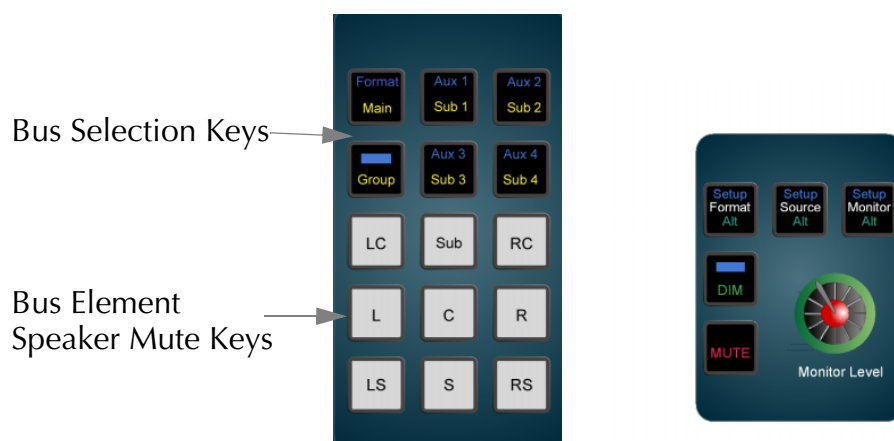 Format
Main
Aux 1
Sub 1
Aux 2
Sub 2
Bus Selection Keys
Group
Aux 3
Sub 3
Aux 4
Sub 4
LC
Sub
RC
Bus Element
Speaker Mute Keys
L
C
R
LS
S
RS
Setup
Format
Alt
Setup
Source
Alt
Setup
Monitor
Alt
DIM
MUTE
Monitor Level